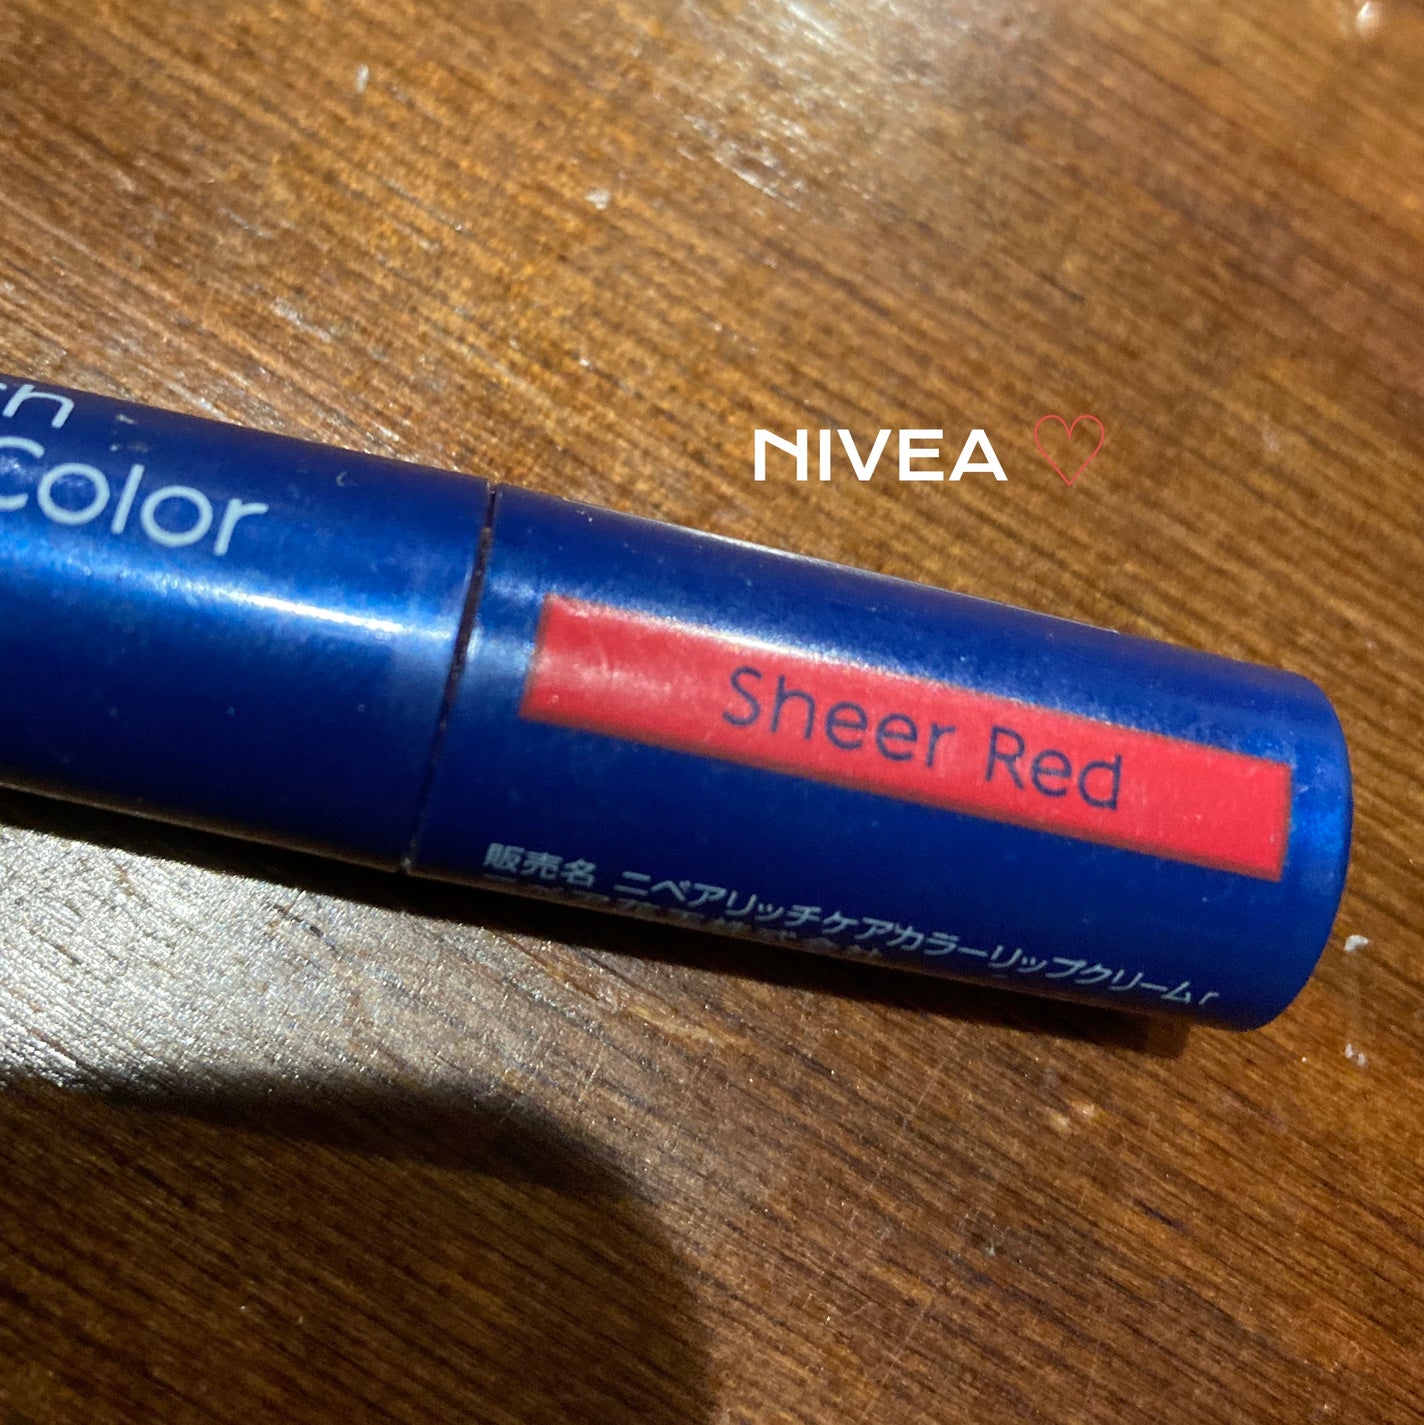 NIVEA ♡
Color
Sheer Red
販売名 ニベアリッチケアカラーリップクリームr